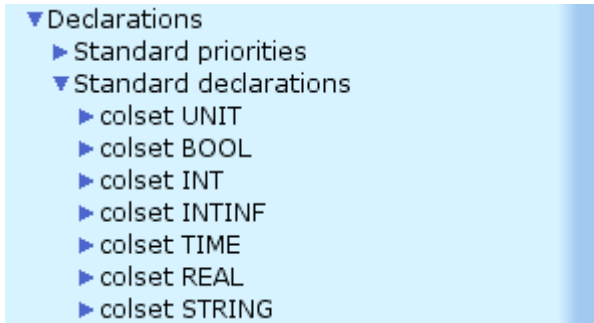 Declarations
Standard priorities
Standard declarations
colset UNIT
colset BOOL
colset INT
colset INTINF
colset TIME
colset REAL
colset STRING